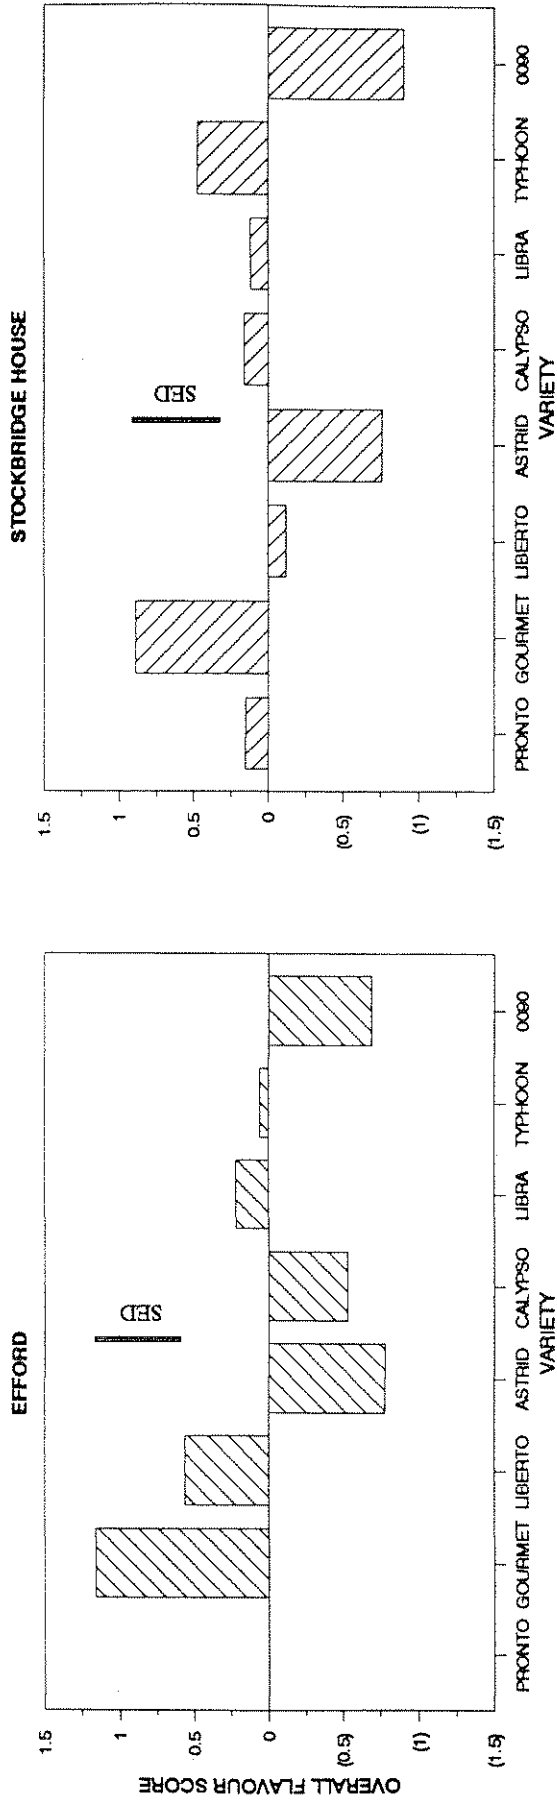 EFFORD
OVERALL FLAVOUR SCORE
1.5
1
0.5
0
(0.5)
(1)
(1.5)
SED
PRONTO GOURMET LIBERTO ASTRID CALYPSO LIBRA TYPHOON 0090
VARIETY
STOCKBRIDGE HOUSE
1.5
1
0.5
0
(0.5)
(1)
(1.5)
SED
PRONTO GOURMET LIBERTO ASTRID CALYPSO LIBRA TYPHOON 0090
VARIETY